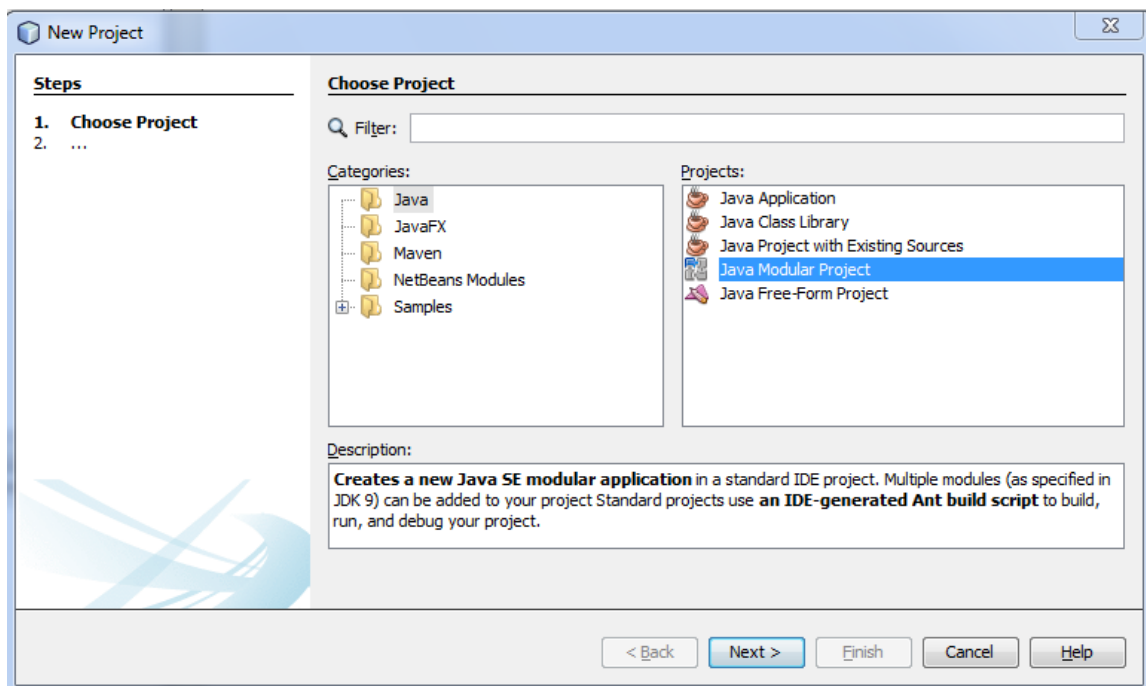 New Project
Steps
1. Choose Project
2. ...
Choose Project
Filter:
Categories:
Java
JavaFX
Maven
NetBeans Modules
Samples
Projects:
Java Application
Java Class Library
Java Project with Existing Sources
Java Modular Project
Java Free-Form Project
Description:
Creates a new Java SE modular application in a standard IDE project. Multiple modules (as specified in
JDK 9) can be added to your project Standard projects use an IDE-generated Ant build script to build,
run, and debug your project.
< Back Next > Finish Cancel Help